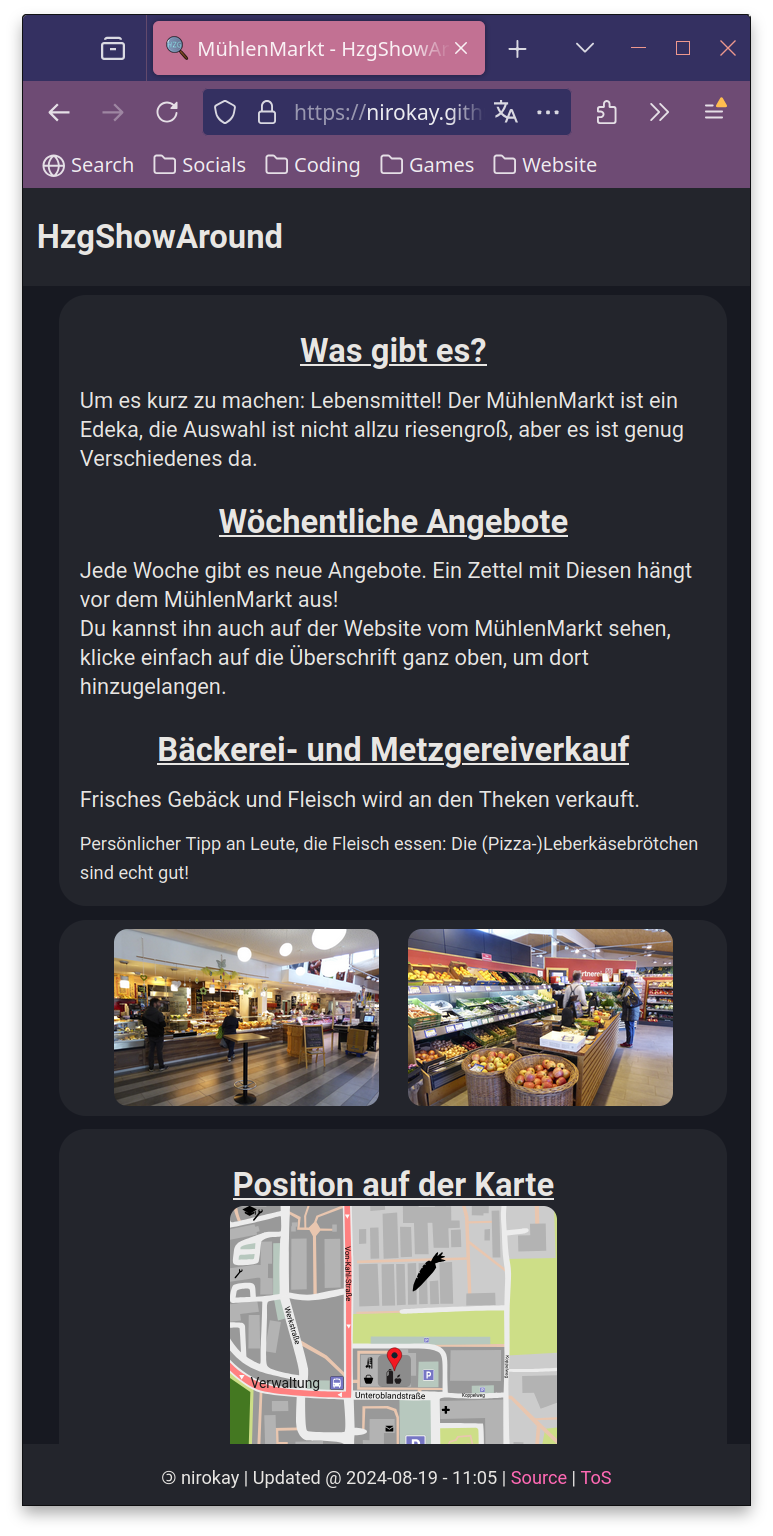 MühlenMarkt - HzgShowAr
https://nirokay.gith
Search Socials Coding Games Website
HzgShowAround
Was gibt es?
Um es kurz zu machen: Lebensmittel! Der MühlenMarkt ist ein
Edeka, die Auswahl ist nicht allzu riesengroß, aber es ist genug
Verschiedenes da.
Wöchentliche Angebote
Jede Woche gibt es neue Angebote. Ein Zettel mit Diesen hängt
vor dem MühlenMarkt aus!
Du kannst ihn auch auf der Website vom MühlenMarkt sehen,
klicke einfach auf die Überschrift ganz oben, um dort
hinzugelangen.
Bäckerei- und Metzgereiverkauf
Frisches Gebäck und Fleisch wird an den Theken verkauft.
Persönlicher Tipp an Leute, die Fleisch essen: Die (Pizza-)Leberkäsebrötchen
sind echt gut!
Position auf der Karte
Von-Kahl-Straße
Werkstraße
Koppelweg
Verwaltung
P
Unteroblandstraße
Koppelweg
P
nirokay | Updated @ 2024-08-19 - 11:05 | Source | ToS